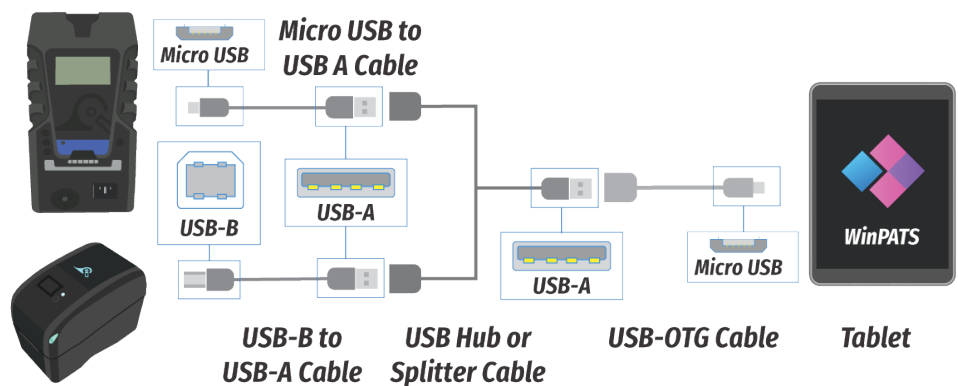 Micro USB to
USB A Cable
Micro USB
USB-A
USB-B
WinPATS
Micro USB
USB-A
USB-B to
USB-A Cable
USB Hub or
Splitter Cable
USB-OTG Cable
Tablet